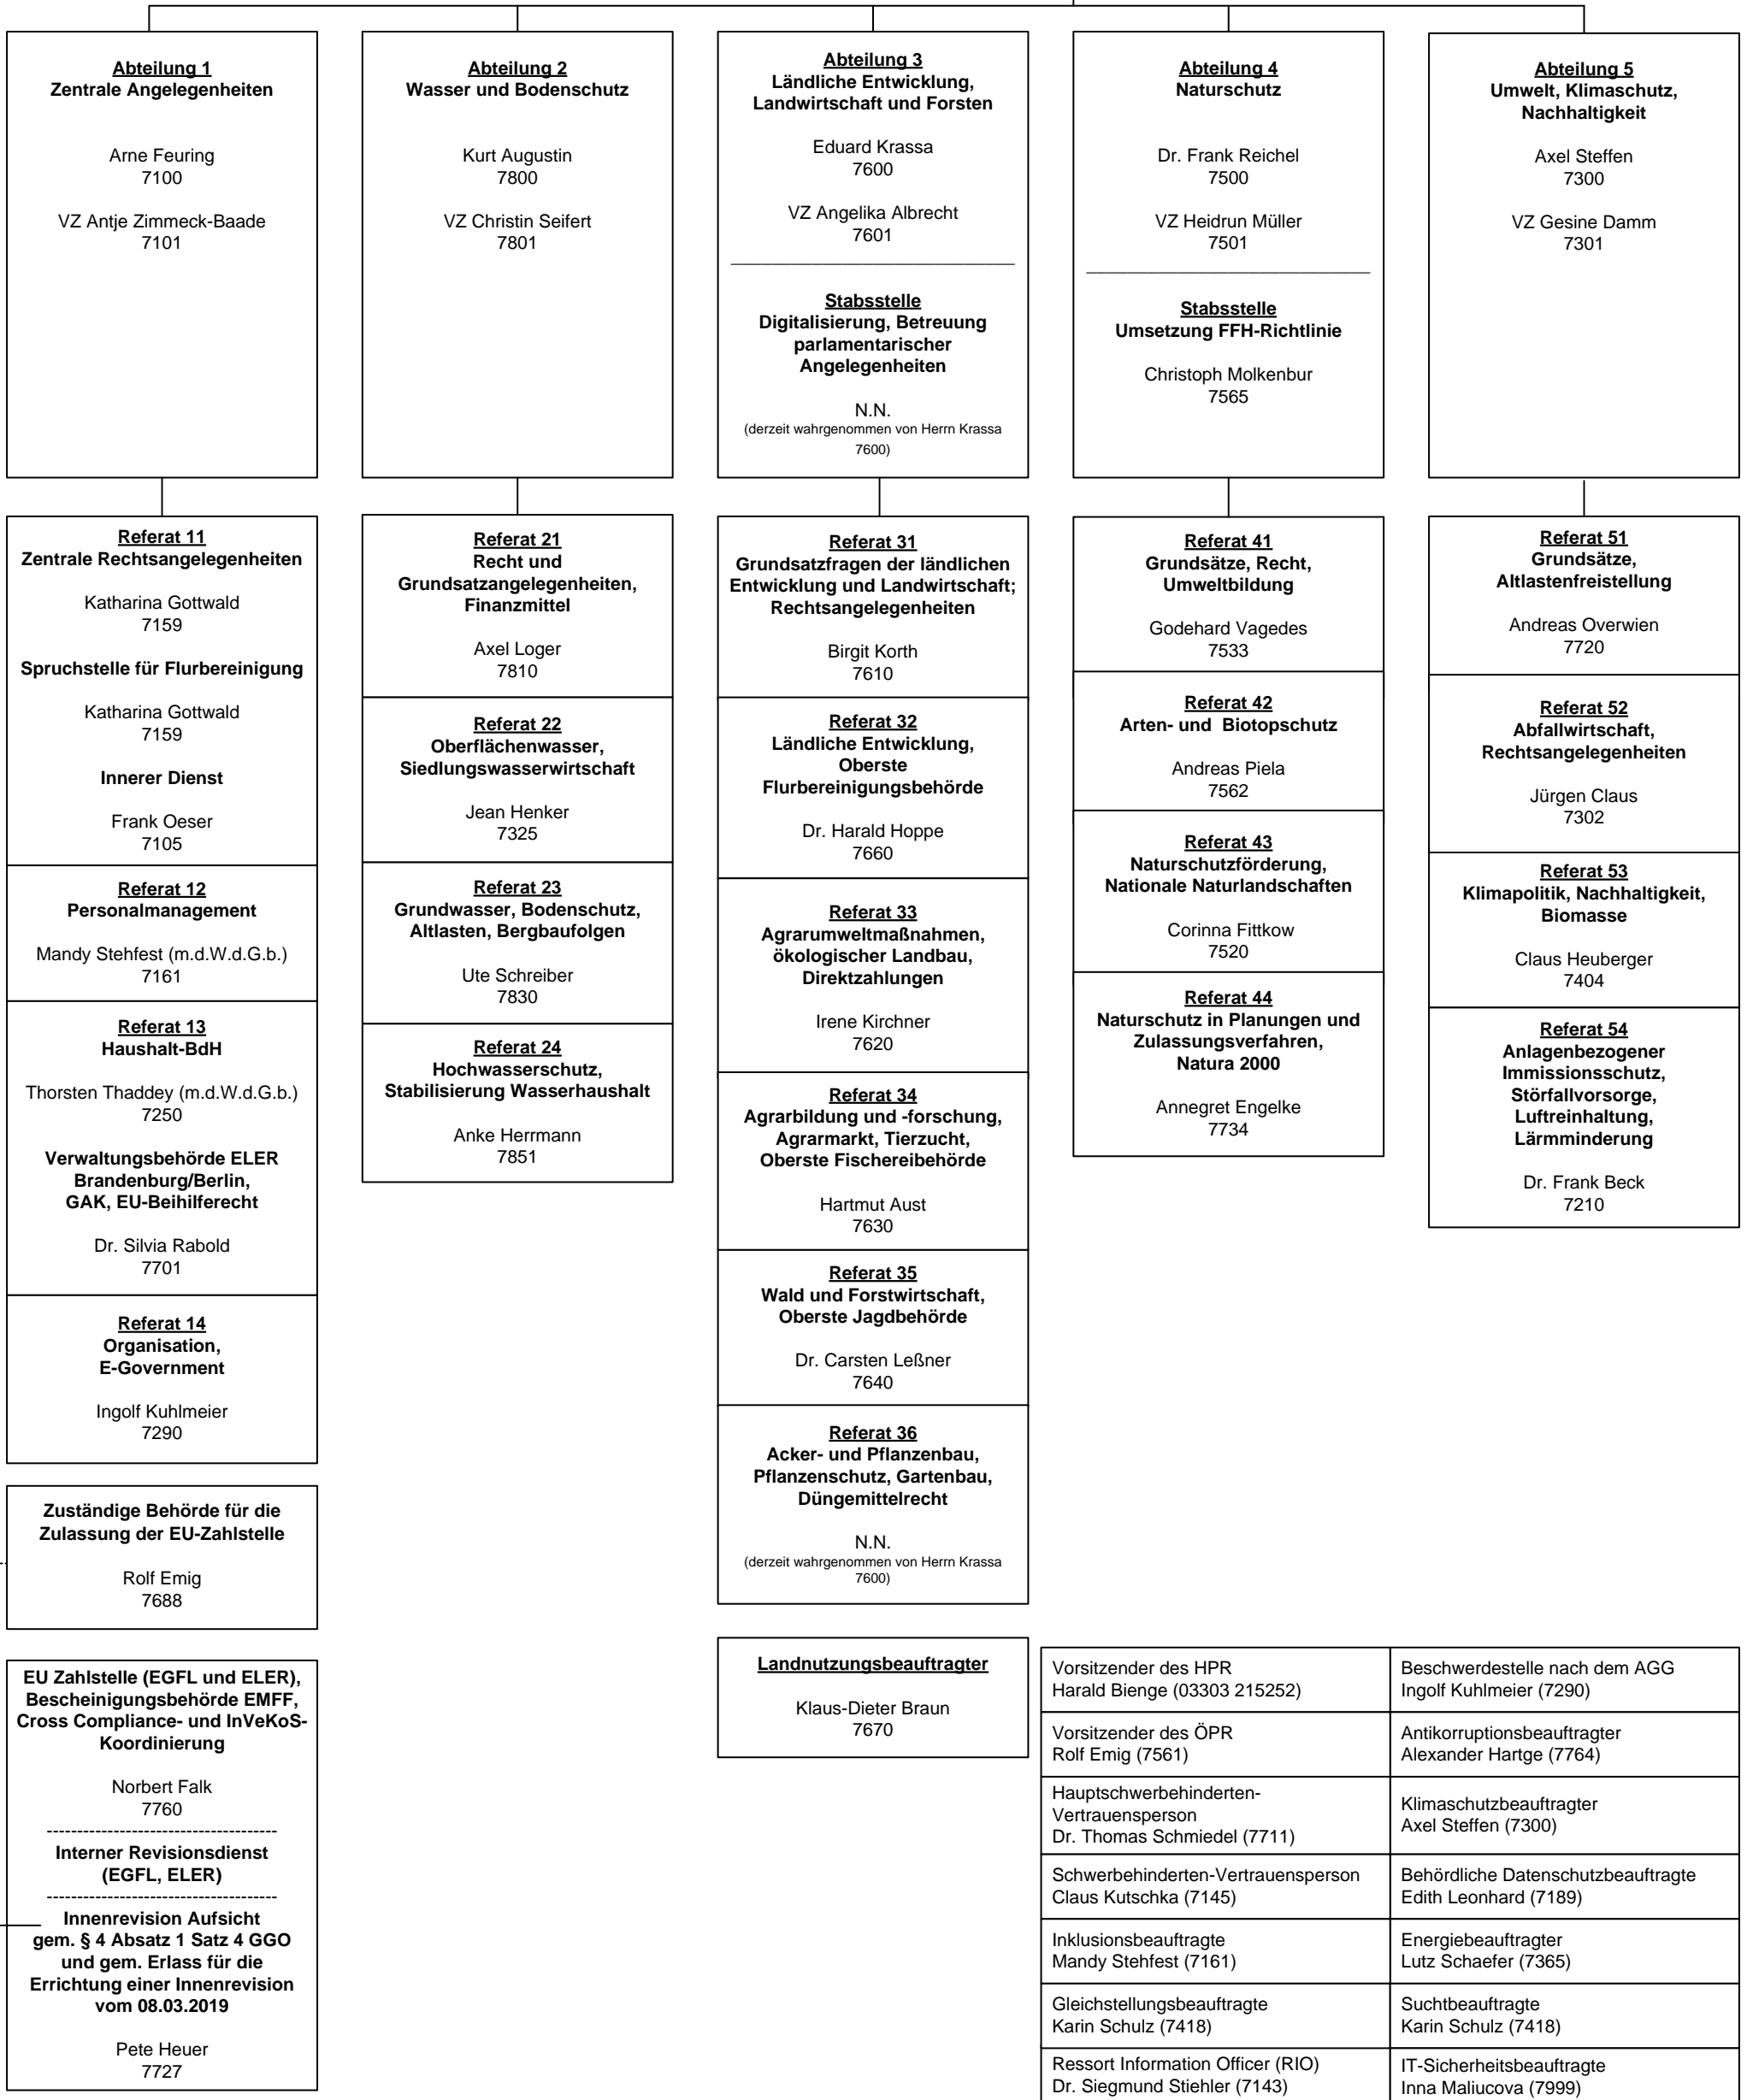 Abteilung 1
Zentrale Angelegenheiten
Arne Feuring
7100
VZ Antje Zimmeck-Baade
7101
Abteilung 2
Wasser und Bodenschutz
Kurt Augustin
7800
VZ Christin Seifert
7801
Abteilung 3
Ländliche Entwicklung,
Landwirtschaft und Forsten
Eduard Krassa
7600
VZ Angelika Albrecht
7601
Stabsstelle
Digitalisierung, Betreuung
parlamentarischer
Angelegenheiten
N.N.
(derzeit wahrgenommen von Herrn Krassa
7600)
Abteilung 4
Naturschutz
Dr. Frank Reichel
7500
VZ Heidrun Müller
7501
Stabsstelle
Umsetzung FFH-Richtlinie
Christoph Molkenbur
7565
Abteilung 5
Umwelt, Klimaschutz,
Nachhaltigkeit
Axel Steffen
7300
VZ Gesine Damm
7301
Referat 11
Zentrale Rechtsangelegenheiten
Katharina Gottwald
7159
Spruchstelle für Flurbereinigung
Katharina Gottwald
7159
Innerer Dienst
Frank Oeser
7105
Referat 12
Personalmanagement
Mandy Stehfest (m.d.W.d.G.b.)
7161
Referat 13
Haushalt-BdH
Thorsten Thaddey (m.d.W.d.G.b.)
7250
Verwaltungsbehörde ELER
Brandenburg/Berlin,
GAK, EU-Beihilferecht
Dr. Silvia Rabold
7701
Referat 14
Organisation,
E-Government
Ingolf Kuhlmeier
7290
Zuständige Behörde für die
Zulassung der EU-Zahlstelle
Rolf Emig
7688
EU Zahlstelle (EGFL und ELER),
Bescheinigungsbehörde EMFF,
Cross Compliance- und InVeKoS-
Koordinierung
Norbert Falk
7760
--------------------------------------
Interner Revisionsdienst
(EGFL, ELER)
--------------------------------------
Innenrevision Aufsicht
gem. § 4 Absatz 1 Satz 4 GGO
und gem. Erlass für die
Errichtung einer Innenrevision
vom 08.03.2019
Pete Heuer
7727
Referat 21
Recht und
Grundsatzangelegenheiten,
Finanzmittel
Axel Loger
7810
Referat 22
Oberflächenwasser,
Siedlungswasserwirtschaft
Jean Henker
7325
Referat 23
Grundwasser, Bodenschutz,
Altlasten, Bergbaufolgen
Ute Schreiber
7830
Referat 24
Hochwasserschutz,
Stabilisierung Wasserhaushalt
Anke Herrmann
7851
Referat 31
Grundsatzfragen der ländlichen
Entwicklung und Landwirtschaft;
Rechtsangelegenheiten
Birgit Korth
7610
Referat 32
Ländliche Entwicklung,
Oberste
Flurbereinigungsbehörde
Dr. Harald Hoppe
7660
Referat 33
Agrarumweltmaßnahmen,
ökologischer Landbau,
Direktzahlungen
Irene Kirchner
7620
Referat 34
Agrarbildung und -forschung,
Agrarmarkt, Tierzucht,
Oberste Fischereibehörde
Hartmut Aust
7630
Referat 35
Wald und Forstwirtschaft,
Oberste Jagdbehörde
Dr. Carsten Leßner
7640
Referat 36
Acker- und Pflanzenbau,
Pflanzenschutz, Gartenbau,
Düngemittelrecht
N.N.
(derzeit wahrgenommen von Herrn Krassa
7600)
Landnutzungsbeauftragter
Klaus-Dieter Braun
7670
Referat 41
Grundsätze, Recht,
Umweltbildung
Godehard Vagedes
7533
Referat 42
Arten- und Biotopschutz
Andreas Piela
7562
Referat 43
Naturschutzförderung,
Nationale Naturlandschaften
Corinna Fittkow
7520
Referat 44
Naturschutz in Planungen und
Zulassungsverfahren,
Natura 2000
Annegret Engelke
7734
Referat 51
Grundsätze,
Altlastenfreistellung
Andreas Overwien
7720
Referat 52
Abfallwirtschaft,
Rechtsangelegenheiten
Jürgen Claus
7302
Referat 53
Klimapolitik, Nachhaltigkeit,
Biomasse
Claus Heuberger
7404
Referat 54
Anlagenbezogener
Immissionsschutz,
Störfallvorsorge,
Luftreinhaltung,
Lärmminderung
Dr. Frank Beck
7210
Vorsitzender des HPR
Harald Bienge (03303 215252)
Beschwerdestelle nach dem AGG
Ingolf Kuhlmeier (7290)
Vorsitzender des ÖPR
Rolf Emig (7561)
Antikorruptionsbeauftragter
Alexander Hartge (7764)
Hauptschwerbehinderten-
Vertrauensperson
Dr. Thomas Schmiedel (7711)
Klimaschutzbeauftragter
Axel Steffen (7300)
Schwerbehinderten-Vertrauensperson
Claus Kutschka (7145)
Behördliche Datenschutzbeauftragte
Edith Leonhard (7189)
Inklusionsbeauftragte
Mandy Stehfest (7161)
Energiebeauftragter
Lutz Schaefer (7365)
Gleichstellungsbeauftragte
Karin Schulz (7418)
Suchtbeauftragte
Karin Schulz (7418)
Ressort Information Officer (RIO)
Dr. Siegmund Stiehler (7143)
IT-Sicherheitsbeauftragte
Inna Maliucova (7999)